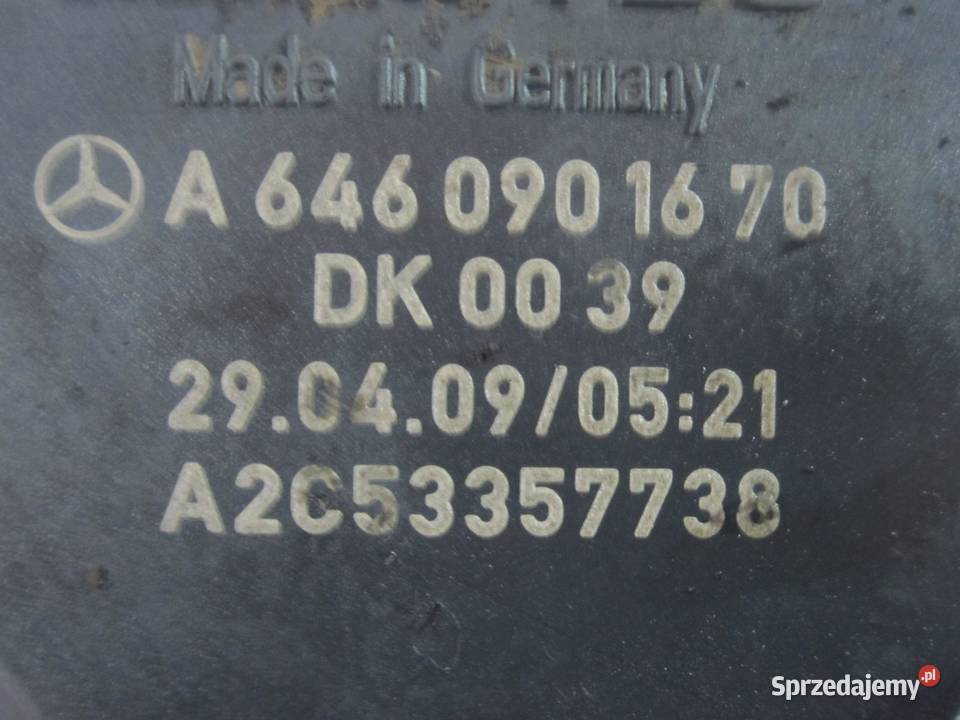 Made in Germany
A 646 090 16 70
DK 00 39
29.04.09/05:21
A2C53357738
Sprzedajemy.pl